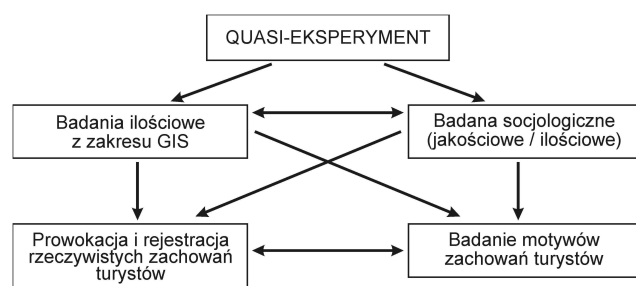 QUASI-EKSPERYMENT
Badania ilościowe
z zakresu GIS
Badana socjologiczne
(jakościowe / ilościowe)
Prowokacja i rejestracja
rzeczywistych zachowań
turystów
Badanie motywów
zachowań turystów